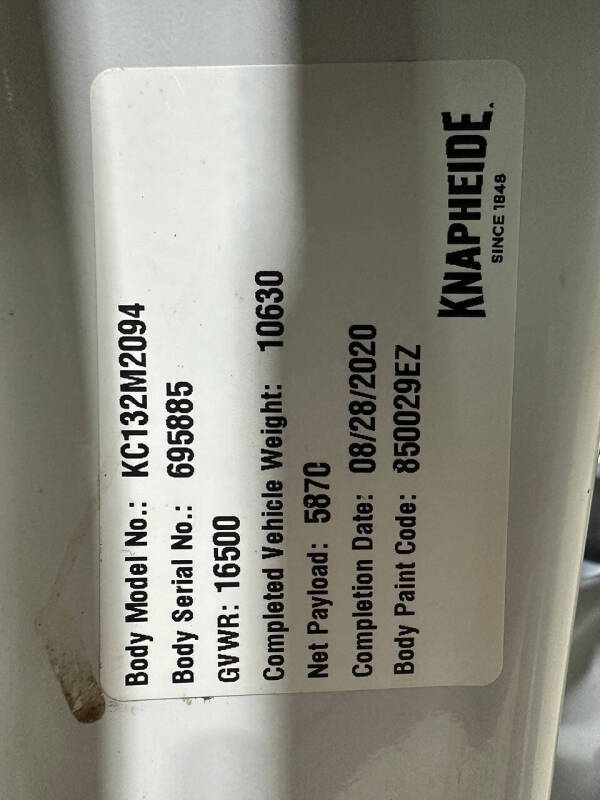 Body Model No.: KC132M2094
Body Serial No.: 695885
GVWR: 16500
Completed Vehicle Weight: 10630
Net Payload: 5870
Completion Date: 08/28/2020
Body Paint Code: 850029EZ
KNAPHEIDE.
SINCE 1848